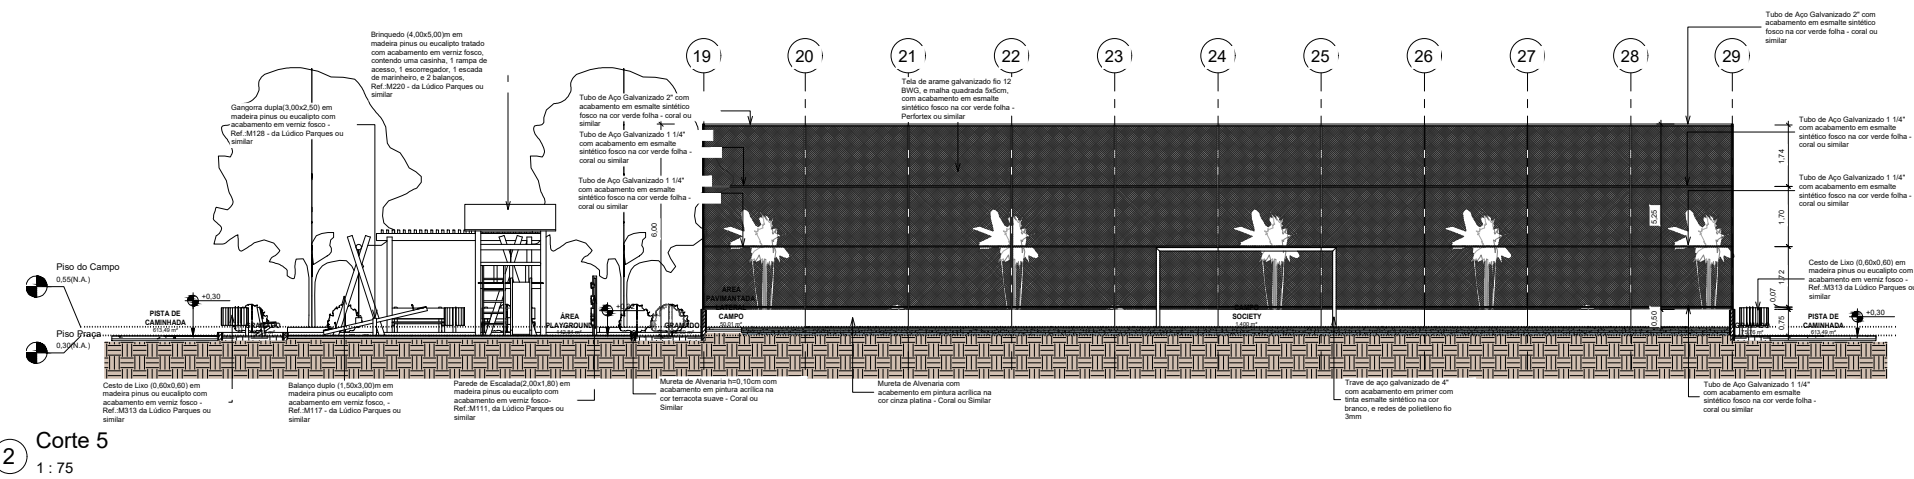 Brinquedo (4,00x5,00)m em
madeira pinus ou eucalipto tratado
com acabamento em verniz fosco,
contendo uma casinha, 1 rampa de
acesso, 1 escorregador, 1 escada
de marinheiro, e 2 balanços,
Ref.:M220 - da Lúdico Parques ou
similar
Gangorra dupla(3,00x2,50) em
madeira pinus ou eucalipto com
acabamento em verniz fosco -
Ref.:M128 - da Lúdico Parques ou
similar
Tubo de Aço Galvanizado 2" com
acabamento em esmalte sintético
fosco na cor verde folha - coral ou
similar
Tubo de Aço Galvanizado 1 1/4"
com acabamento em esmalte
sintético fosco na cor verde folha -
coral ou similar
Tubo de Aço Galvanizado 1 1/4"
com acabamento em esmalte
sintético fosco na cor verde folha -
coral ou similar
19
20
21
22
23
24
25
26
27
28
29
Tela de arame galvanizado fio 12
BWG, e malha quadrada 5x5cm,
com acabamento em esmalte
sintético fosco na cor verde folha -
Perfortex ou similar
Tubo de Aço Galvanizado 2" com
acabamento em esmalte sintético
fosco na cor verde folha - coral ou
similar
Tubo de Aço Galvanizado 1 1/4"
com acabamento em esmalte
sintético fosco na cor verde folha -
coral ou similar
Tubo de Aço Galvanizado 1 1/4"
com acabamento em esmalte
sintético fosco na cor verde folha -
coral ou similar
6,00
5,25
0,50
1,74
1,70
1,72
0,07
0,75
Cesto de Lixo (0,60x0,60) em
madeira pinus ou eucalipto com
acabamento em verniz fosco -
Ref.:M313 da Lúdico Parques ou
similar
Piso do Campo
0,55(N.A.)
Piso Praça
0,30(N.A.)
+0,30
PISTA DE
CAMINHADA
613,49 m²
GRAMADO
ÁREA
PLAYGROUND
GRAMADO
ÁREA
PAVIMANTADA
CAMPO
50,81 m²
SOCIETY
1.400 m²
PISTA DE
CAMINHADA
613,49 m²
+0,30
Cesto de Lixo (0,60x0,60) em
madeira pinus ou eucalipto com
acabamento em verniz fosco -
Ref.:M313 da Lúdico Parques ou
similar
Balanço duplo (1,50x3,00)m em
madeira pinus ou eucalipto com
acabamento em verniz fosco, -
Ref.:M117 - da Lúdico Parques ou
similar
Parede de Escalada(2,00x1,80) em
madeira pinus ou eucalipto com
acabamento em verniz fosco-
Ref.:M111, da Lúdico Parques ou
similar
Mureta de Alvenaria h=0,10cm com
acabamento em pintura acrílica na
cor terracota suave - Coral ou
Similar
Mureta de Alvenaria com
acabemento em pintura acrílica na
cor cinza platina - Coral ou Similar
Trave de aço galvanizado de 4"
com acabamento em primer com
tinta esmalte sintético na cor
branco, e redes de polietileno fio
3mm
Tubo de Aço Galvanizado 1 1/4"
com acabamento em esmalte
sintético fosco na cor verde folha -
coral ou similar
2
Corte 5
1 : 75